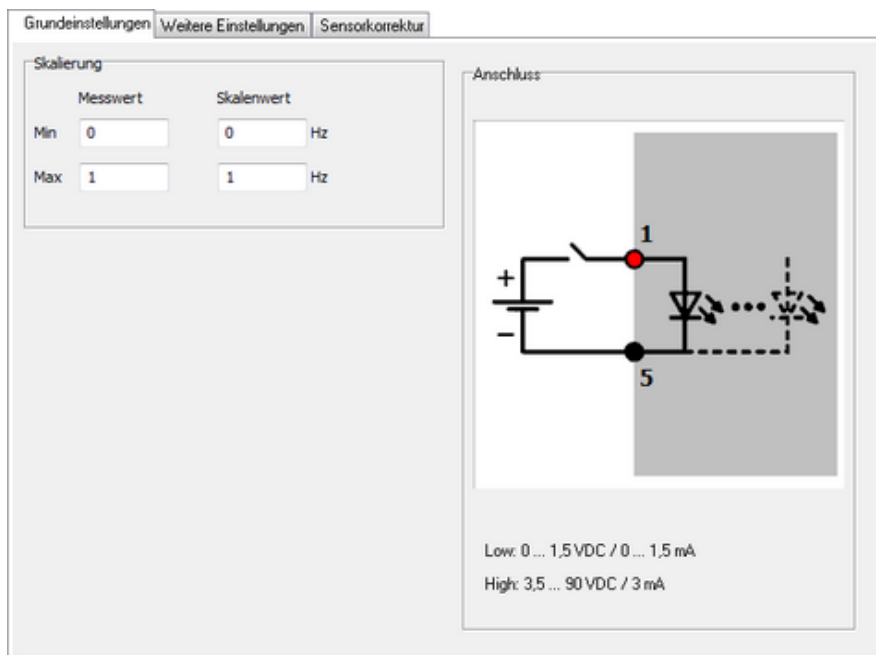 Grundeinstellungen Weitere Einstellungen Sensorkorrektur
Skalierung
Messwert Skalenwert
Min 0 0 Hz
Max 1 1 Hz
Anschluss
1
+
−
5
Low: 0 ... 1,5 VDC / 0 ... 1,5 mA
High: 3,5 ... 90 VDC / 3 mA